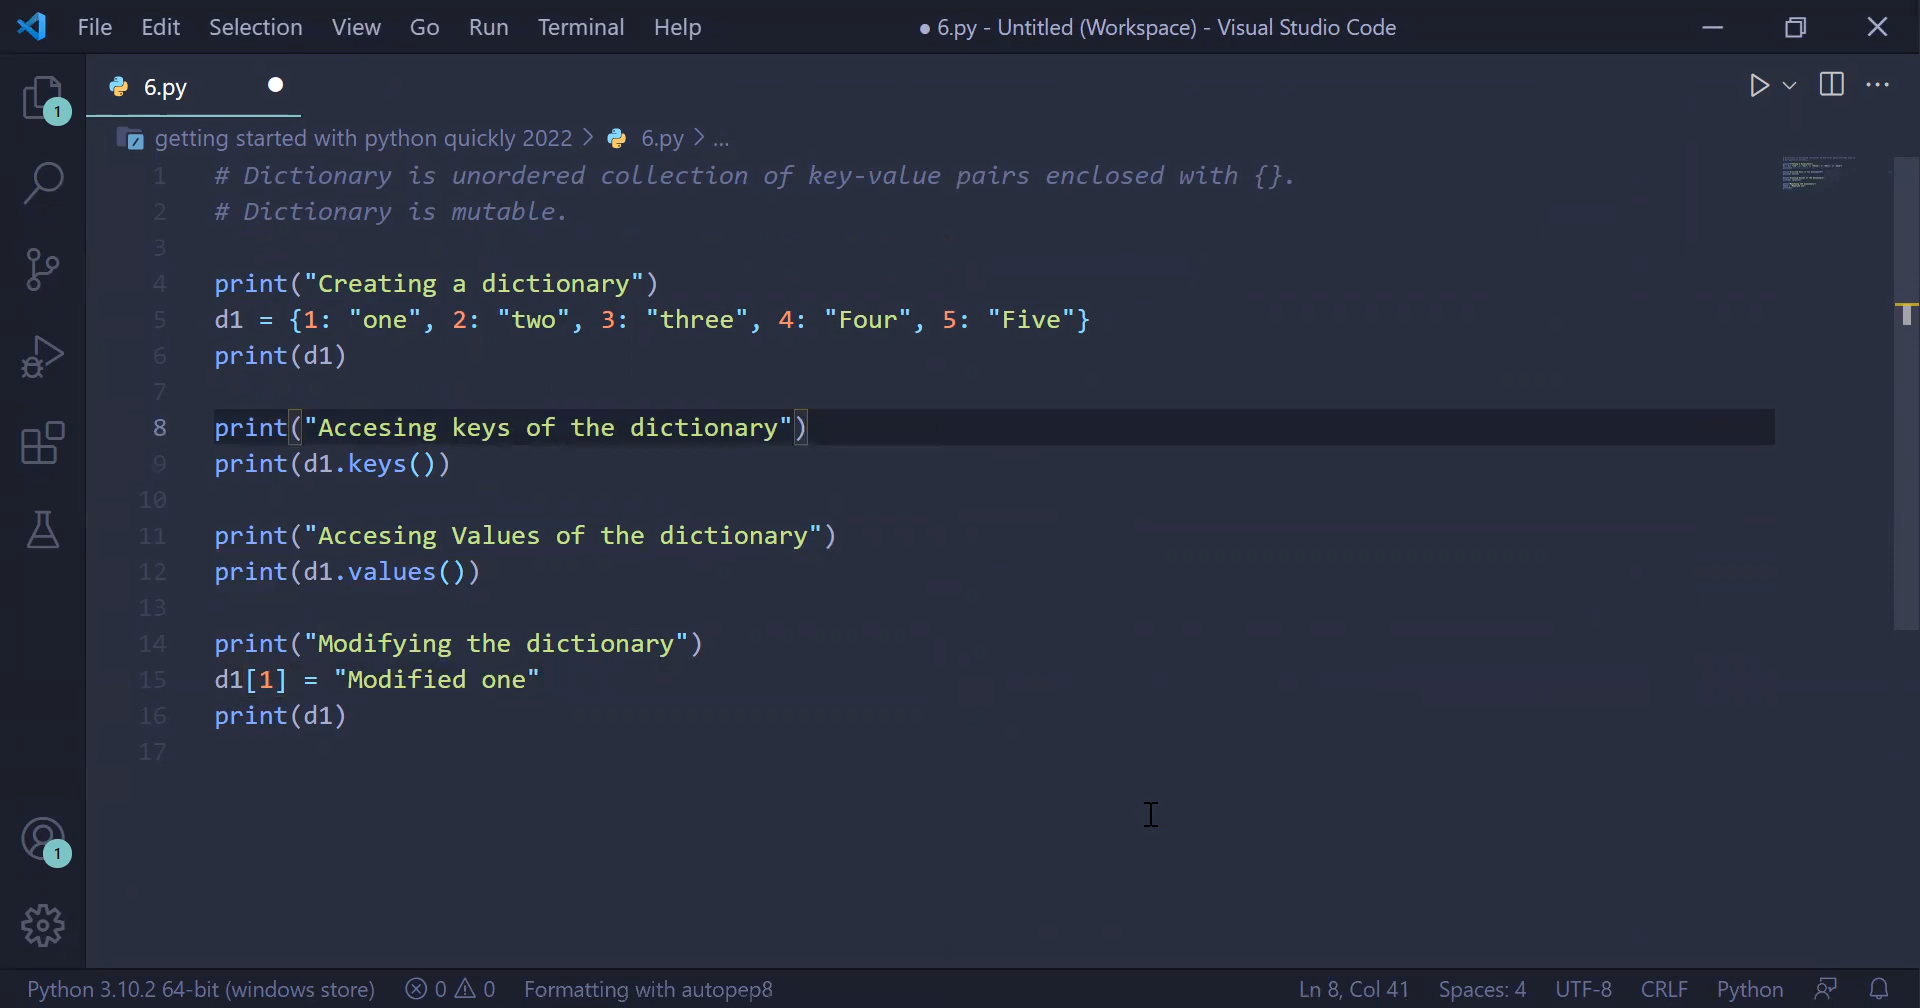 File Edit Selection View Go Run Terminal Help
● 6.py - Untitled (Workspace) - Visual Studio Code
6.py
1
getting started with python quickly 2022 > 6.py > ...
1 # Dictionary is unordered collection of key-value pairs enclosed with {}.
2 # Dictionary is mutable.
3
4 print("Creating a dictionary")
5 d1 = {1: "one", 2: "two", 3: "three", 4: "Four", 5: "Five"}
6 print(d1)
7
8 print("Accesing keys of the dictionary")
9 print(d1.keys())
10
11 print("Accesing Values of the dictionary")
12 print(d1.values())
13
14 print("Modifying the dictionary")
15 d1[1] = "Modified one"
16 print(d1)
17
1
Python 3.10.2 64-bit (windows store) 0 0 Formatting with autopep8 Ln 8, Col 41 Spaces: 4 UTF-8 CRLF Python